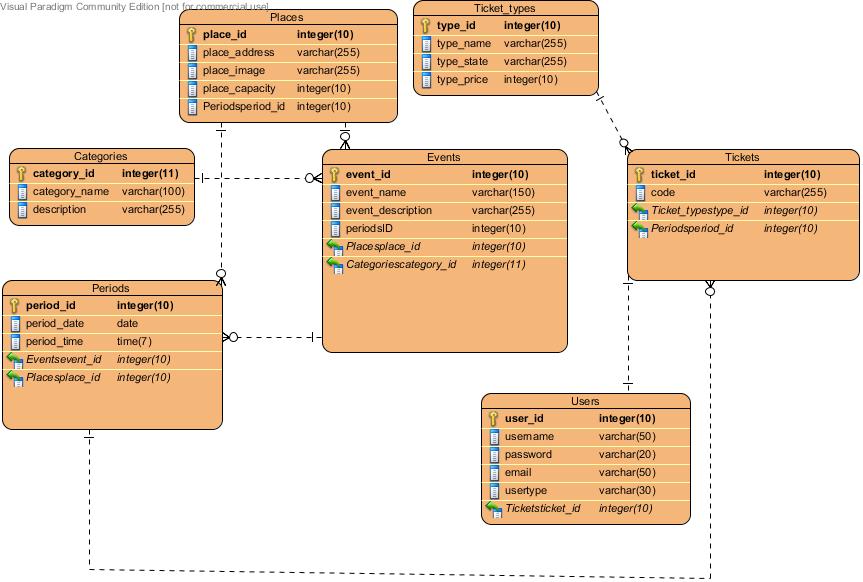 Visual Paradigm Community Edition [not for commercial use]
Places
place_id integer(10)
place_address varchar(255)
place_image varchar(255)
place_capacity integer(10)
Periodsperiod_id integer(10)
Ticket_types
type_id integer(10)
type_name varchar(255)
type_state varchar(255)
type_price integer(10)
Categories
category_id integer(11)
category_name varchar(100)
description varchar(255)
Events
event_id integer(10)
event_name varchar(150)
event_description varchar(255)
periodsID integer(10)
Placesplace_id integer(10)
Categoriescategory_id integer(11)
Tickets
ticket_id integer(10)
code varchar(255)
Ticket_typestype_id integer(10)
Periodsperiod_id integer(10)
Periods
period_id integer(10)
period_date date
period_time time(7)
Eventsevent_id integer(10)
Placesplace_id integer(10)
Users
user_id integer(10)
username varchar(50)
password varchar(20)
email varchar(50)
usertype varchar(30)
Ticketsticket_id integer(10)